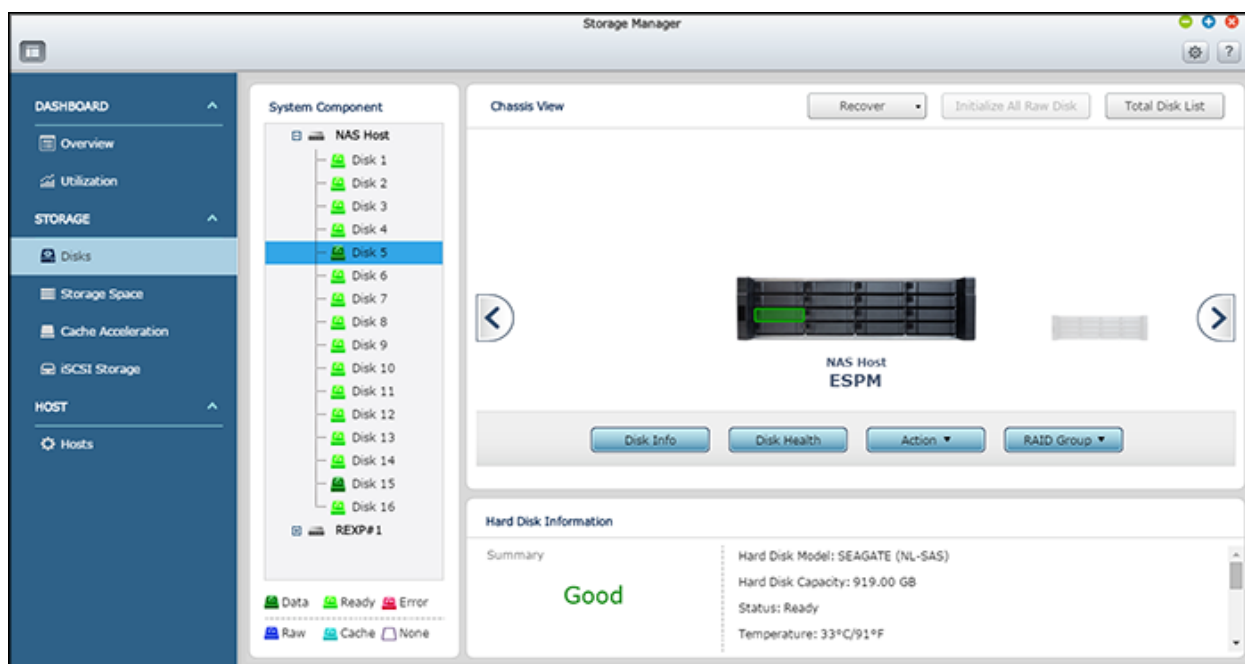 Storage Manager
?
DASHBOARD
Overview
Utilization
STORAGE
Disks
Storage Space
Cache Acceleration
iSCSI Storage
HOST
Hosts
System Component
NAS Host
Disk 1
Disk 2
Disk 3
Disk 4
Disk 5
Disk 6
Disk 7
Disk 8
Disk 9
Disk 10
Disk 11
Disk 12
Disk 13
Disk 14
Disk 15
Disk 16
REXP#1
Data Ready Error
Raw Cache None
Chassis View
Recover Initialize All Raw Disk Total Disk List
NAS Host
ESPM
Disk Info Disk Health Action RAID Group
Hard Disk Information
Summary
Good
Hard Disk Model: SEAGATE (NL-SAS)
Hard Disk Capacity: 919.00 GB
Status: Ready
Temperature: 33°C/91°F